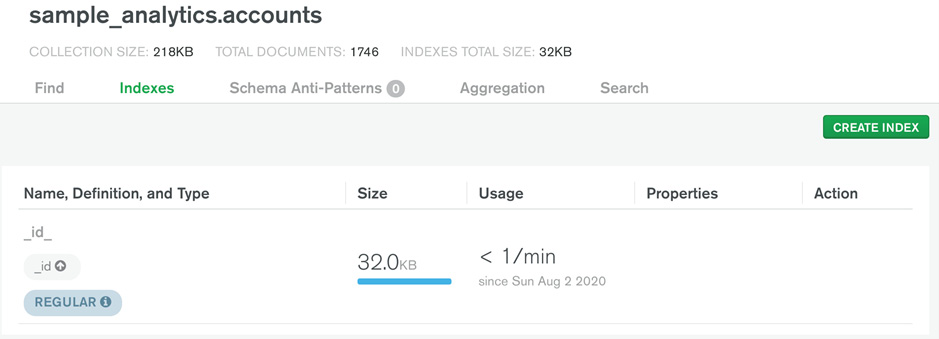 sample_analytics.accounts
COLLECTION SIZE: 218KB TOTAL DOCUMENTS: 1746 INDEXES TOTAL SIZE: 32KB
Find Indexes Schema Anti-Patterns 0 Aggregation Search
CREATE INDEX
Name, Definition, and Type Size Usage Properties Action
_id_
_id
REGULAR
32.0KB
< 1/min
since Sun Aug 2 2020